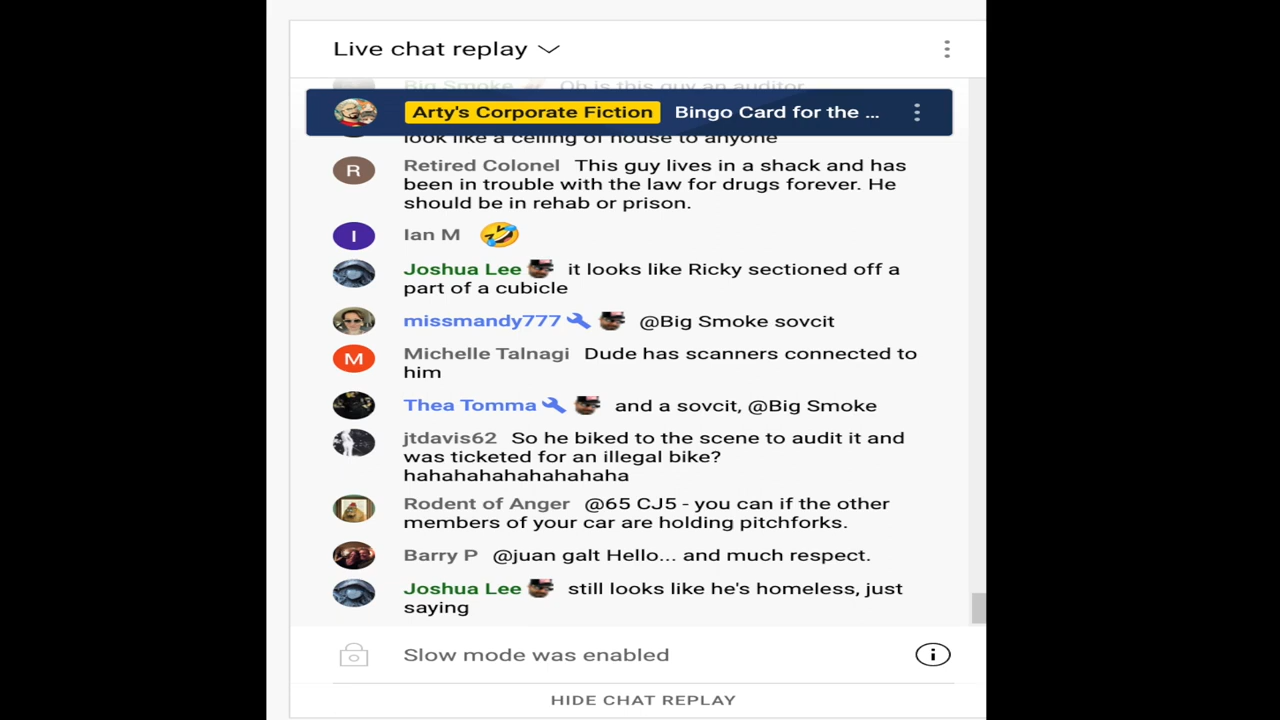 Live chat replay
Big Smoke Oh is this guy an auditor
Arty's Corporate Fiction Bingo Card for the ...
look like a ceiling of house to anyone
R Retired Colonel This guy lives in a shack and has
been in trouble with the law for drugs forever. He
should be in rehab or prison.
I Ian M
Joshua Lee it looks like Ricky sectioned off a
part of a cubicle
missmandy777 @Big Smoke sovcit
M Michelle Talnagi Dude has scanners connected to
him
Thea Tomma and a sovcit, @Big Smoke
jtdavis62 So he biked to the scene to audit it and
was ticketed for an illegal bike?
hahahahahahahahaha
Rodent of Anger @65 CJ5 - you can if the other
members of your car are holding pitchforks.
Barry P @juan galt Hello... and much respect.
Joshua Lee still looks like he's homeless, just
saying
Slow mode was enabled
HIDE CHAT REPLAY